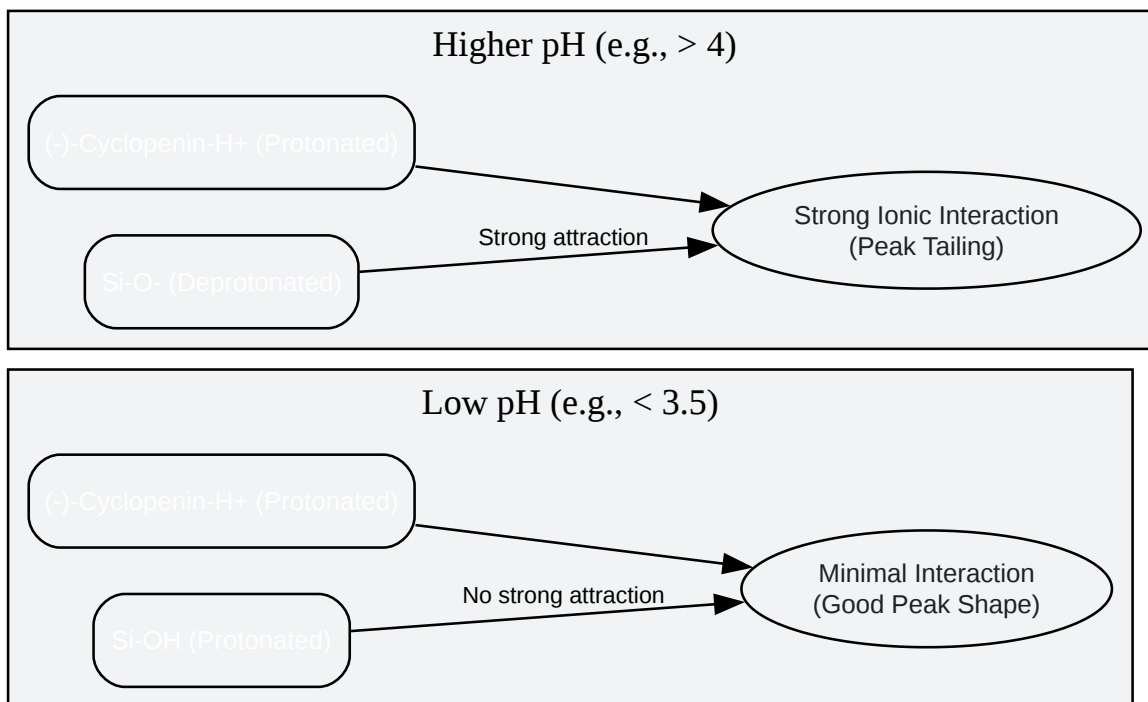 Higher pH (e.g., > 4)
(-)-Cyclopenin-H+ (Protonated)
Strong attraction
Strong Ionic Interaction
(Peak Tailing)
Si-O- (Deprotonated)
Low pH (e.g., < 3.5)
(-)-Cyclopenin-H+ (Protonated)
No strong attraction
Minimal Interaction
(Good Peak Shape)
Si-OH (Protonated)